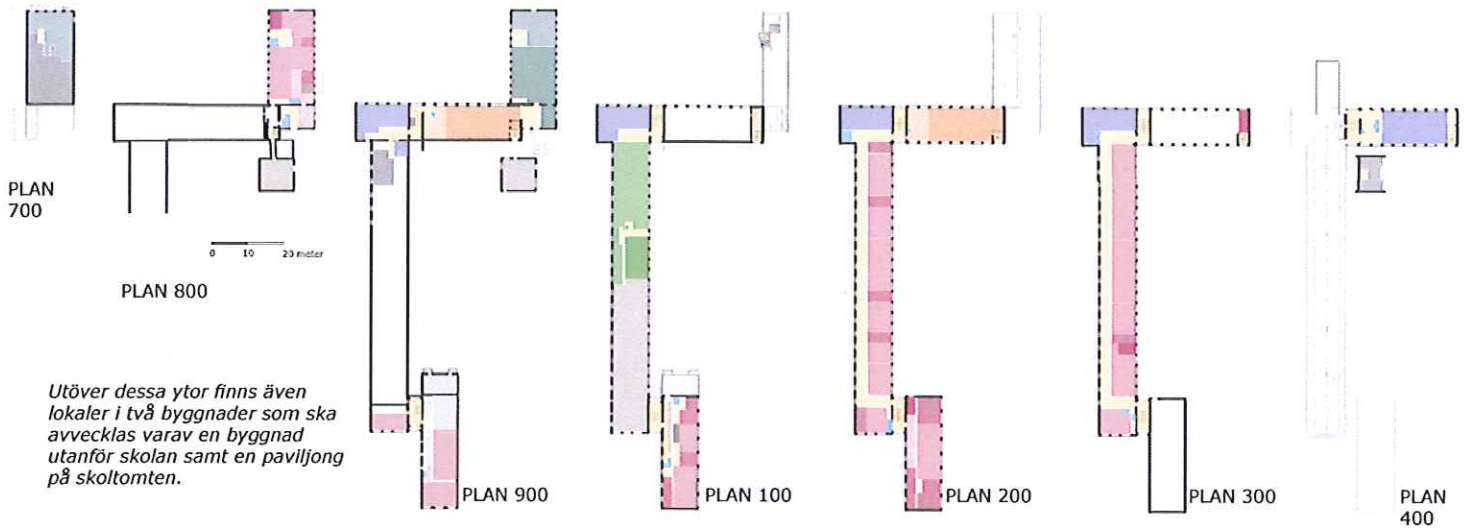 PLAN
700
0 10 20 meter
PLAN 800
Utöver dessa ytor finns även
lokaler i två byggnader som ska
avvecklas varav en byggnad
utanför skolan samt en paviljong
på skoltomten.
PLAN 900
PLAN 100
PLAN 200
PLAN 300
PLAN
400